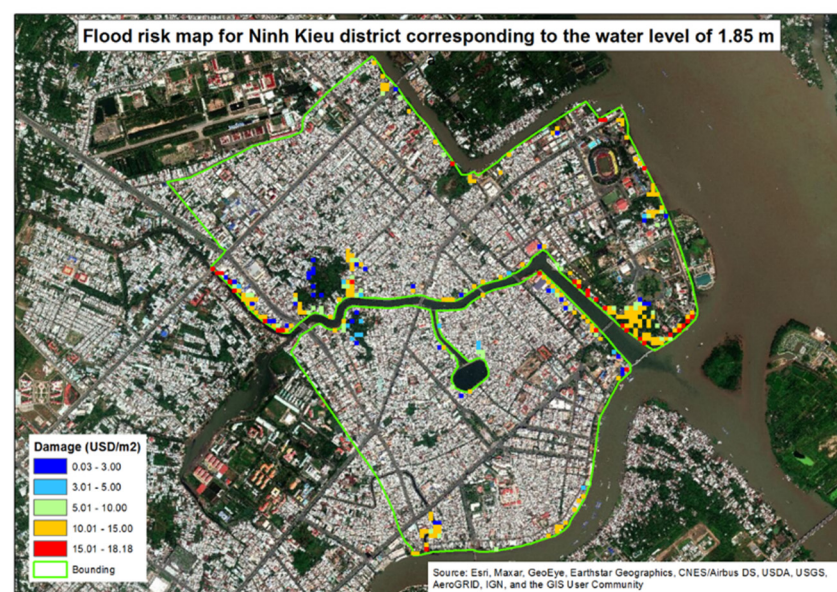 Flood risk map for Ninh Kieu district corresponding to the water level of 1.85 m
Damage (USD/m2)
0.03 - 3.00
3.01 - 5.00
5.01 - 10.00
10.01 - 15.00
15.01 - 18.18
Bounding
Source: Esri, Maxar, GeoEye, Earthstar Geographics, CNES/Airbus DS, USDA, USGS,
AeroGRID, IGN, and the GIS User Community